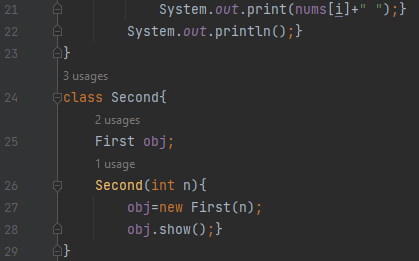 21 System.out.print(nums[i]+" ");}
22 System.out.println();}
23 }
3 usages
24 class Second{
2 usages
25 First obj;
1 usage
26 Second(int n){
27 obj=new First(n);
28 obj.show();}
29 }